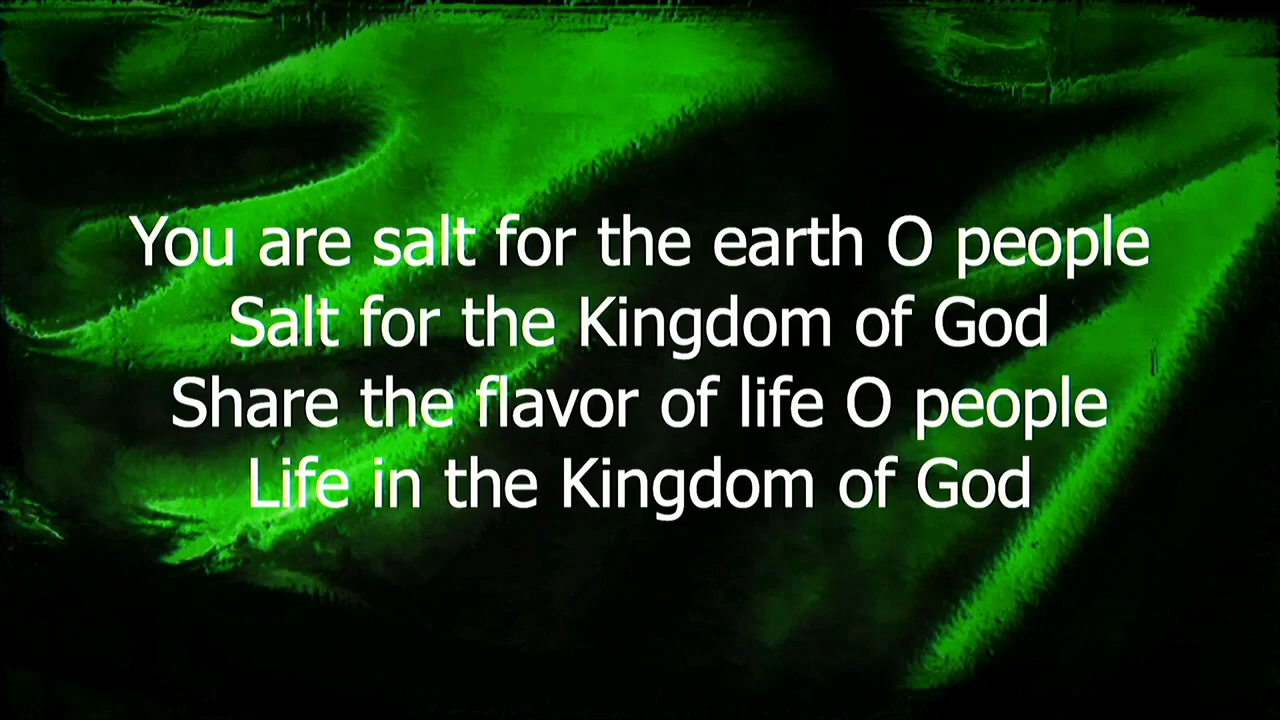 You are salt for the earth O people
Salt for the Kingdom of God
Share the flavor of life O people
Life in the Kingdom of God